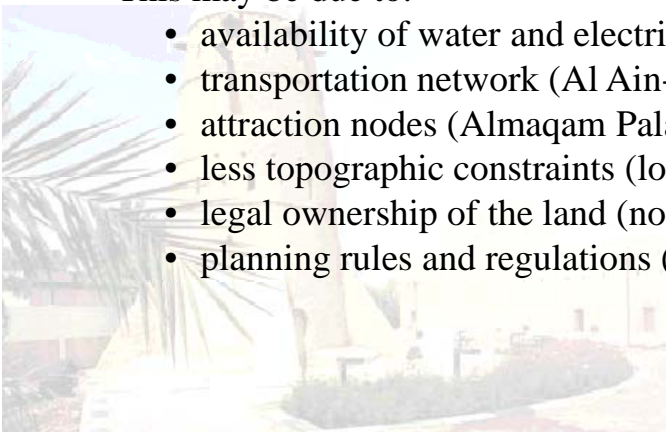 This may be due to:
• availability of water and electri
• transportation network (Al Ain-
• attraction nodes (Almaqam Pala
• less topographic constraints (lo
• legal ownership of the land (no
• planning rules and regulations (